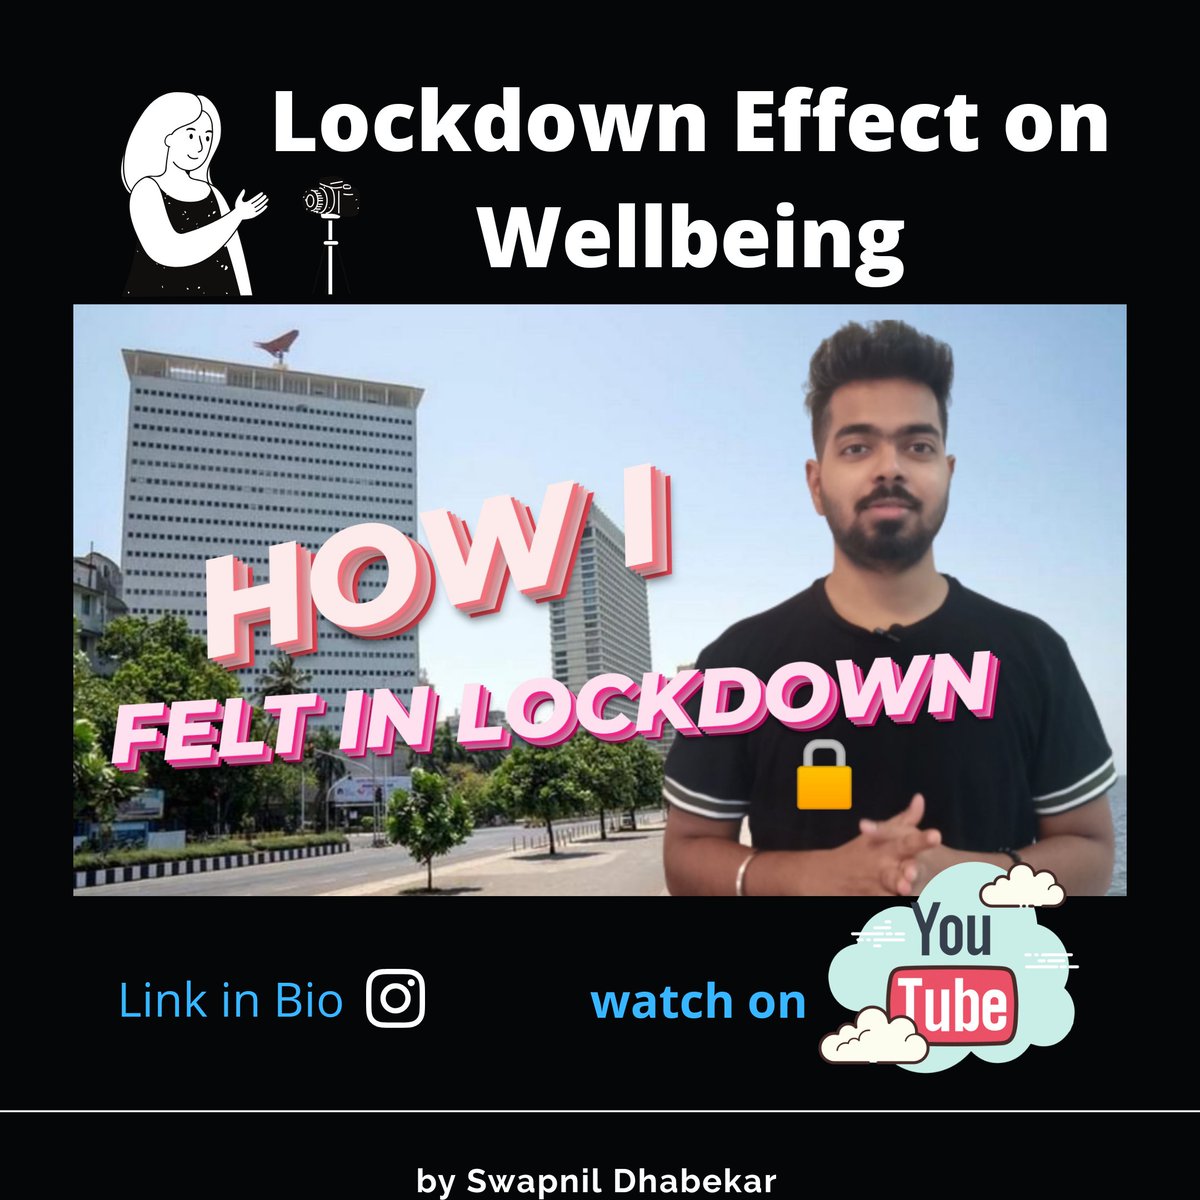 Lockdown Effect on
Wellbeing
HOW I
FELT IN LOCKDOWN
Link in Bio
watch on
You
Tube
by Swapnil Dhabekar